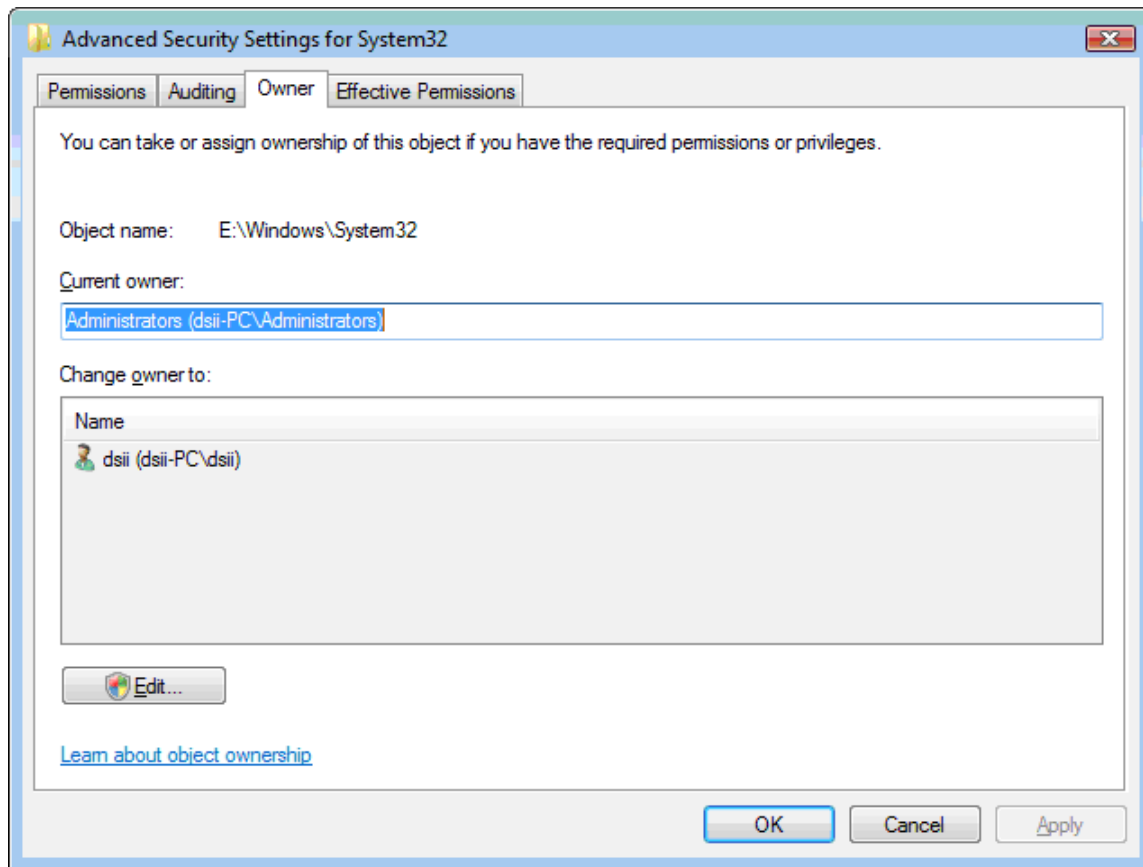 Advanced Security Settings for System32
Permissions Auditing Owner Effective Permissions
You can take or assign ownership of this object if you have the required permissions or privileges.
Object name: E:\Windows\System32
Current owner:
Administrators (dsii-PC\Administrators)
Change owner to:
Name
dsii (dsii-PC\dsii)
Edit...
Learn about object ownership
OK Cancel Apply